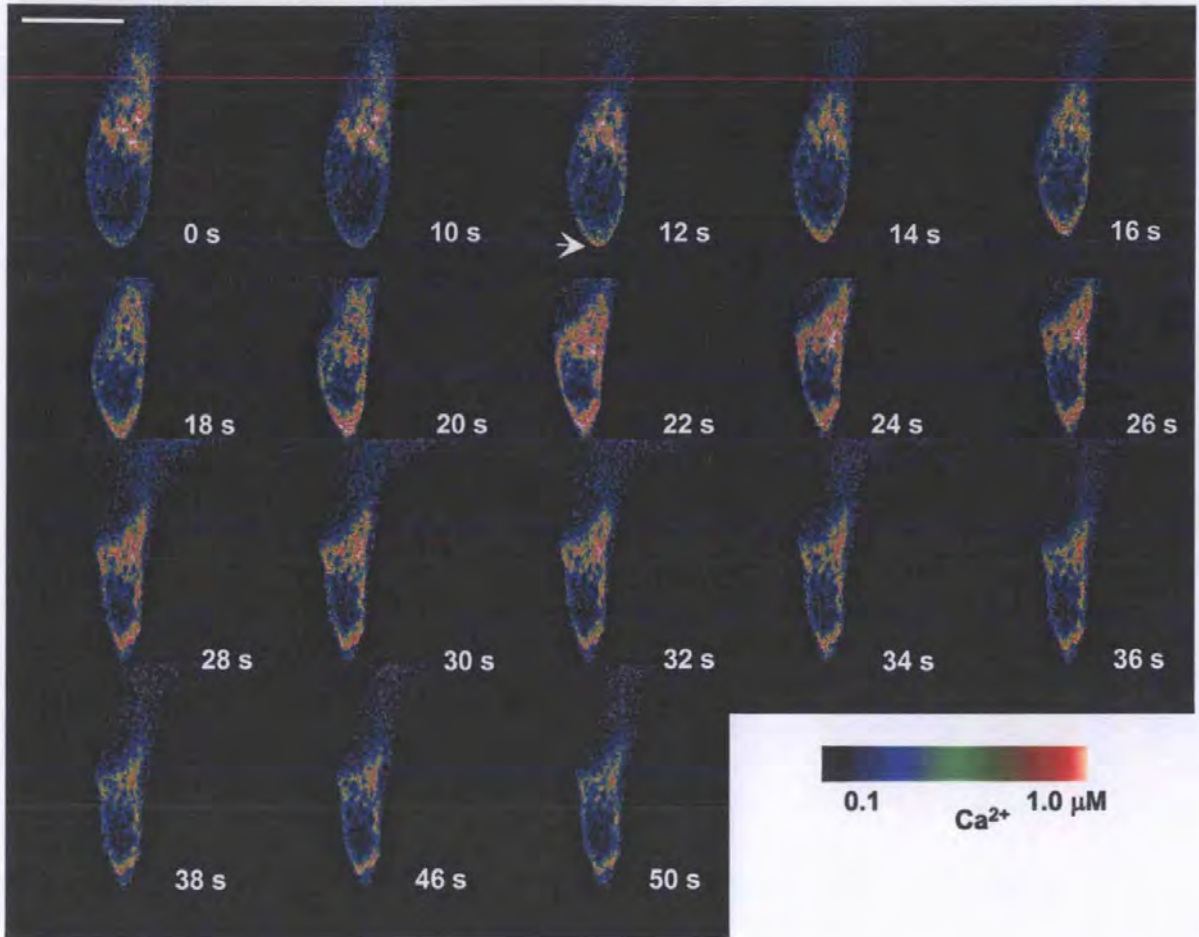 0 s 10 s 12 s 14 s 16 s
18 s 20 s 22 s 24 s 26 s
28 s 30 s 32 s 34 s 36 s
38 s 46 s 50 s
0.1 1.0 µM
Ca²⁺